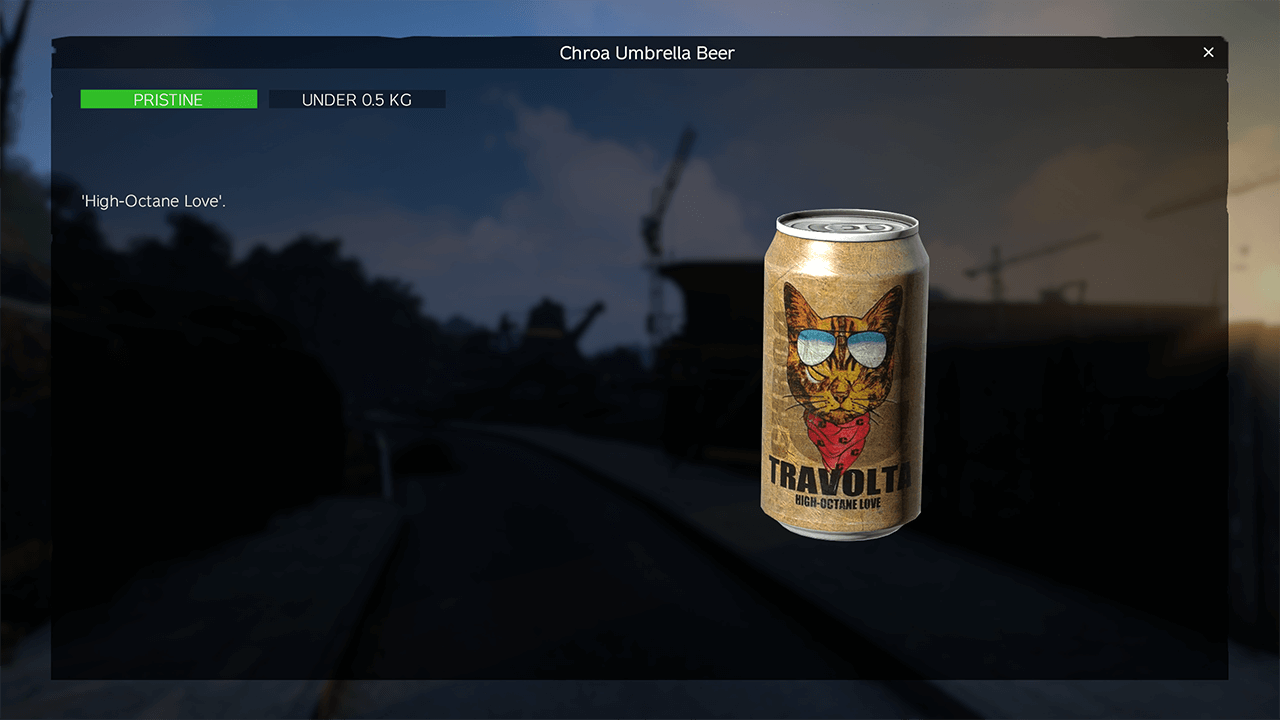 Chroa Umbrella Beer
×
PRISTINE
UNDER 0.5 KG
'High-Octane Love'.
TRAVOLTA
HIGH-OCTANE LOVE